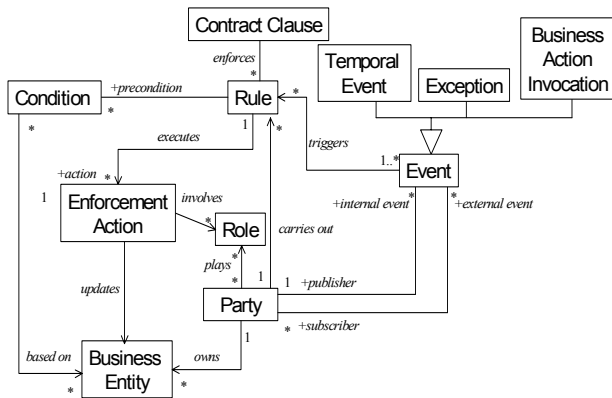 Contract Clause
enforces
*
Temporal
Event
Exception
Business
Action
Invocation
Condition
+precondition
*
Rule
*
*
1
*
executes
triggers
1..*
Event
+action
*
1
Enforcement
Action
involves
*
Role
*
plays
*
carries out
1
+internal event
*
+external event
*
updates
Party
1
+publisher
*
+subscriber
1
owns
based on
*
Business
Entity
*